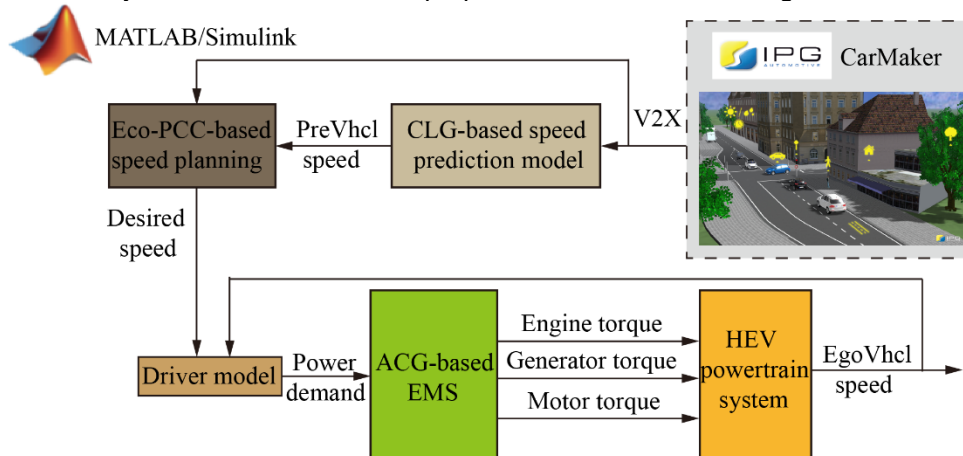 MATLAB/Simulink
IPG
AUTOMOTIVE
CarMaker
V2X
Eco-PCC-based
speed planning
PreVhcl
speed
CLG-based speed
prediction model
Desired
speed
Driver model
Power
demand
ACG-based
EMS
Engine torque
Generator torque
Motor torque
HEV
powertrain
system
EgoVhcl
speed